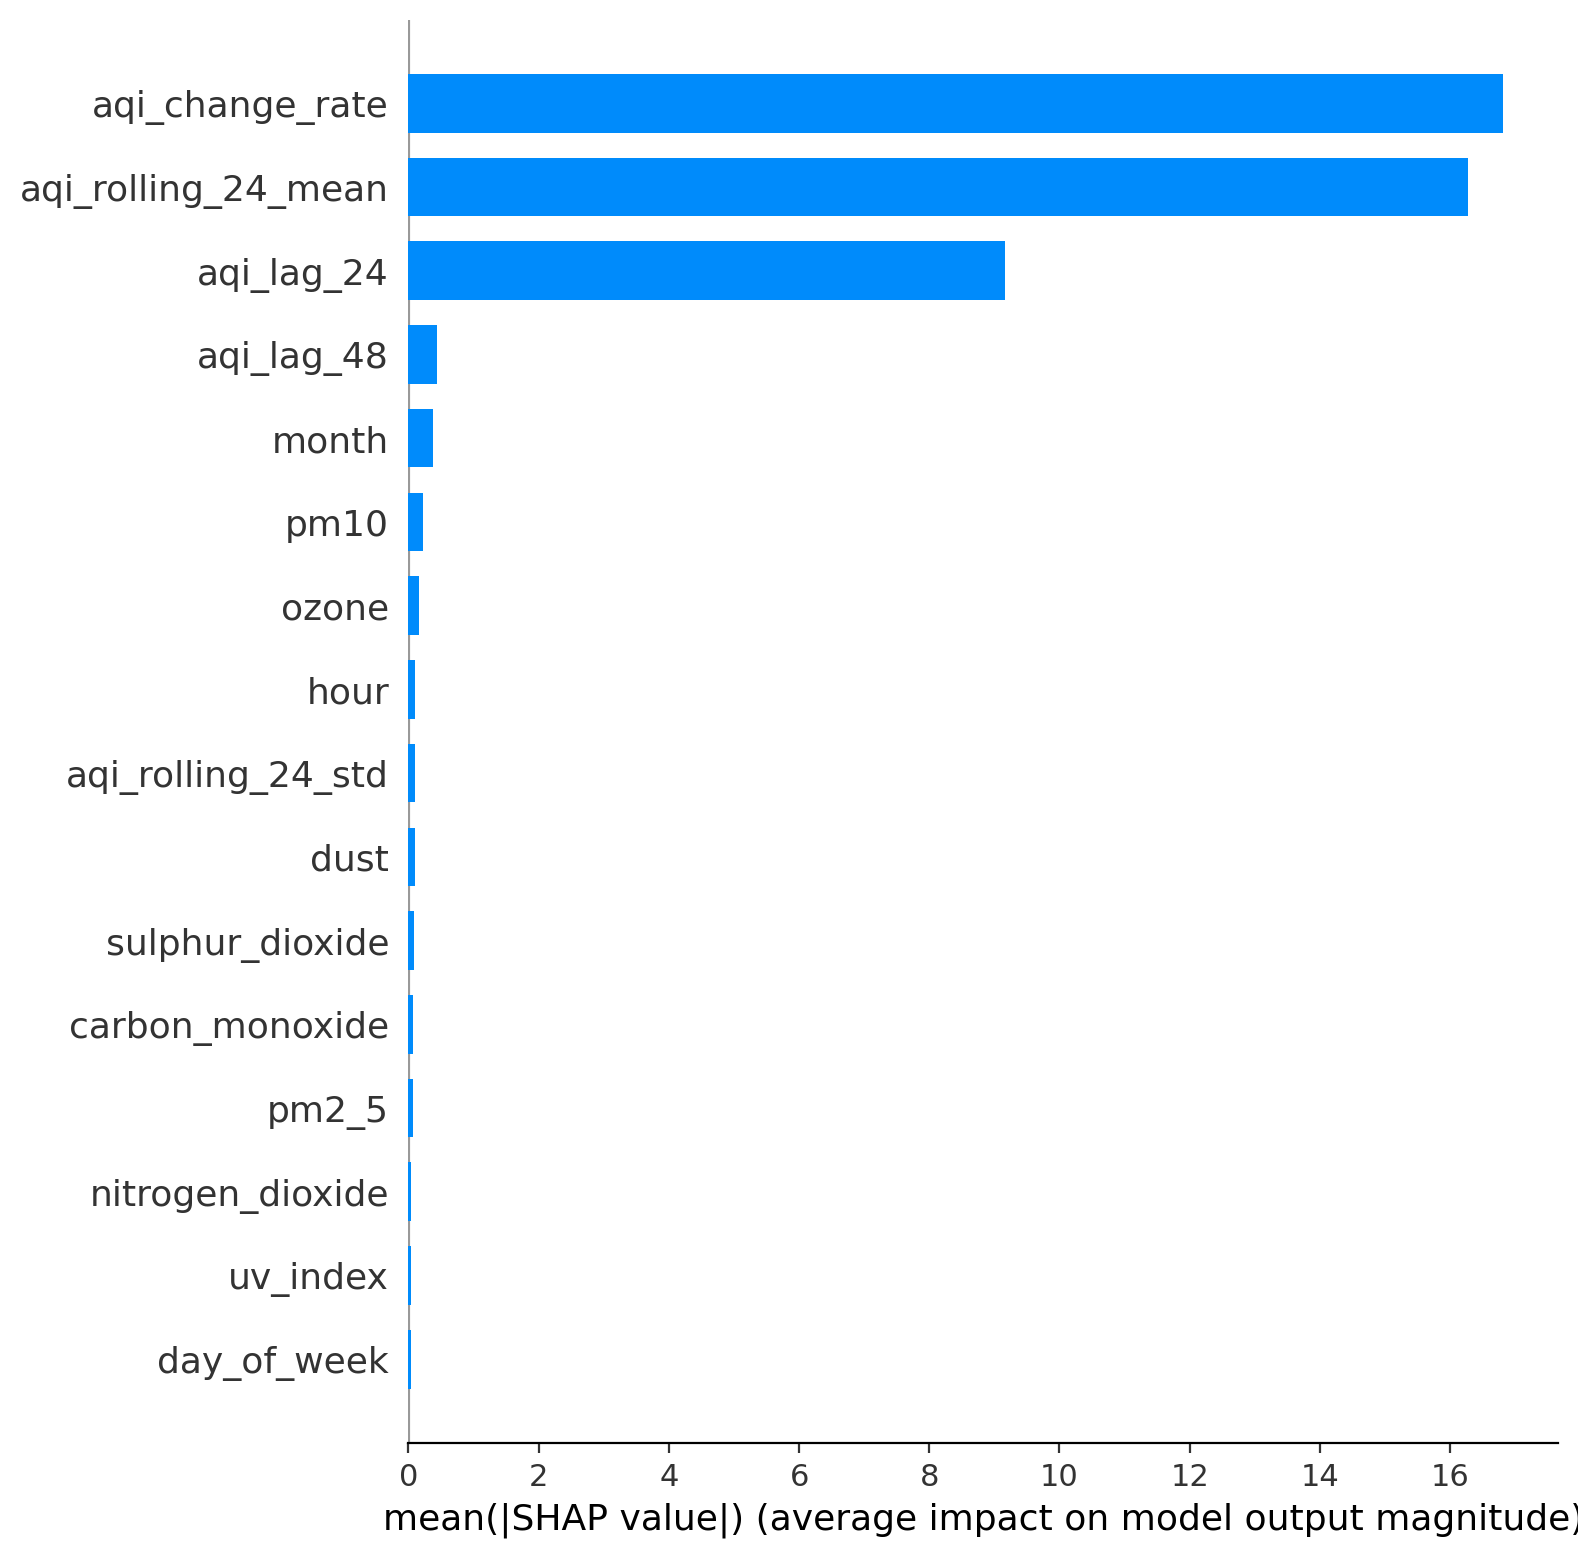 aqi_change_rate
aqi_rolling_24_mean
aqi_lag_24
aqi_lag_48
month
pm10
ozone
hour
aqi_rolling_24_std
dust
sulphur_dioxide
carbon_monoxide
pm2_5
nitrogen_dioxide
uv_index
day_of_week
0 2 4 6 8 10 12 14 16
mean(|SHAP value|) (average impact on model output magnitude)